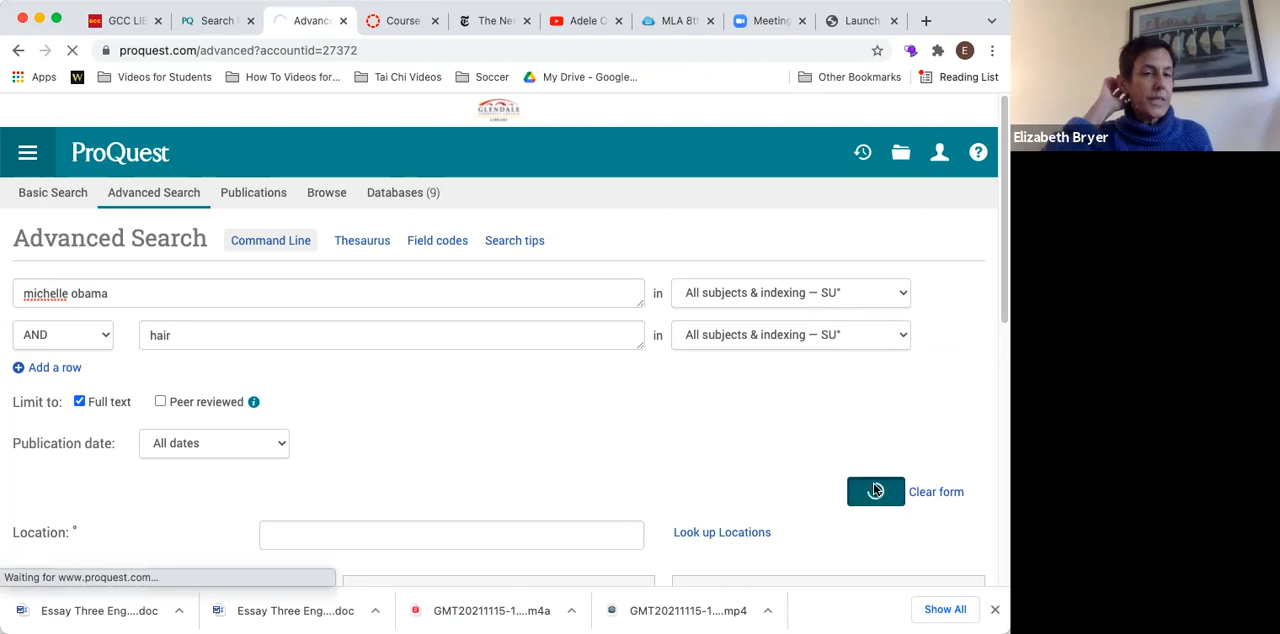 GCC LIE
PQ Search
Advanc
Course
The Ne
Adele C
MLA 8t
Meeting
Launch
proquest.com/advanced?accountid=27372
E
Apps
W
Videos for Students
How To Videos for...
Tai Chi Videos
Soccer
My Drive - Google...
Other Bookmarks
Reading List
Elizabeth Bryer
GLENDALE
LIBRARY
ProQuest
Basic Search
Advanced Search
Publications
Browse
Databases (9)
Advanced Search
Command Line
Thesaurus
Field codes
Search tips
michelle obama
in
All subjects & indexing — SU°
AND
hair
in
All subjects & indexing — SU°
Add a row
Limit to:
Full text
Peer reviewed
Publication date:
All dates
Clear form
Location: °
Look up Locations
Waiting for www.proquest.com...
Essay Three Eng....doc
Essay Three Eng....doc
GMT20211115-1....m4a
GMT20211115-1....mp4
Show All